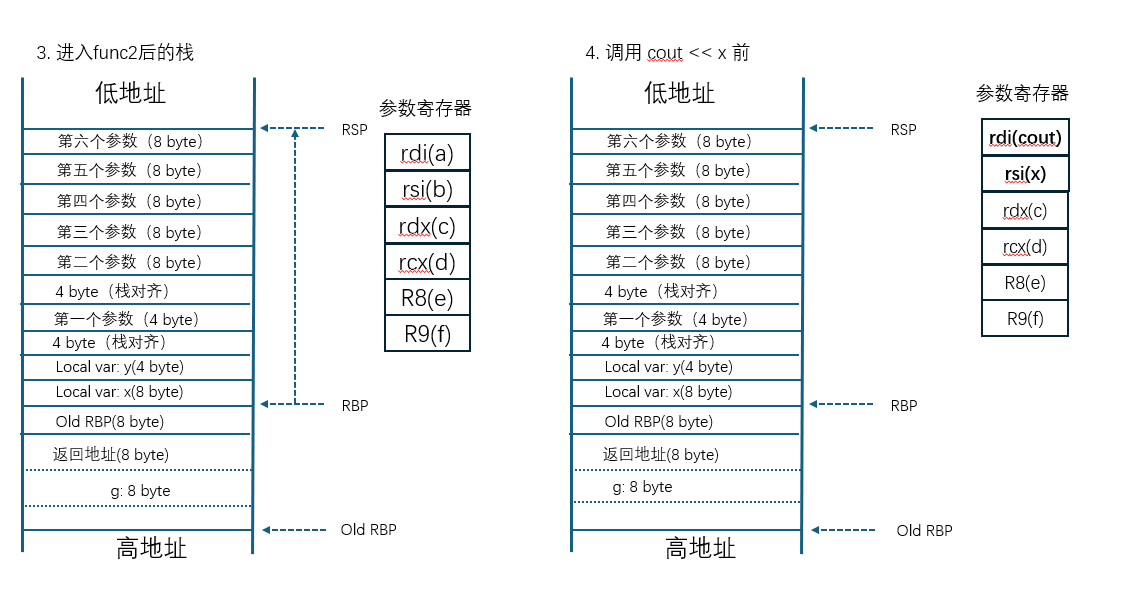 3. 进入func2后的栈
低地址
参数寄存器
RSP
第六个参数（8 byte）
第五个参数（8 byte）
第四个参数（8 byte）
第三个参数（8 byte）
第二个参数（8 byte）
4 byte（栈对齐）
第一个参数（4 byte）
4 byte（栈对齐）
Local var: y(4 byte)
Local var: x(8 byte)
RBP
Old RBP(8 byte)
返回地址(8 byte)
g: 8 byte
Old RBP
高地址
rdi(a)
rsi(b)
rdx(c)
rcx(d)
R8(e)
R9(f)
4. 调用 cout << x 前
低地址
参数寄存器
RSP
第六个参数（8 byte）
第五个参数（8 byte）
第四个参数（8 byte）
第三个参数（8 byte）
第二个参数（8 byte）
4 byte（栈对齐）
第一个参数（4 byte）
4 byte（栈对齐）
Local var: y(4 byte)
Local var: x(8 byte)
RBP
Old RBP(8 byte)
返回地址(8 byte)
g: 8 byte
Old RBP
高地址
rdi(cout)
rsi(x)
rdx(c)
rcx(d)
R8(e)
R9(f)